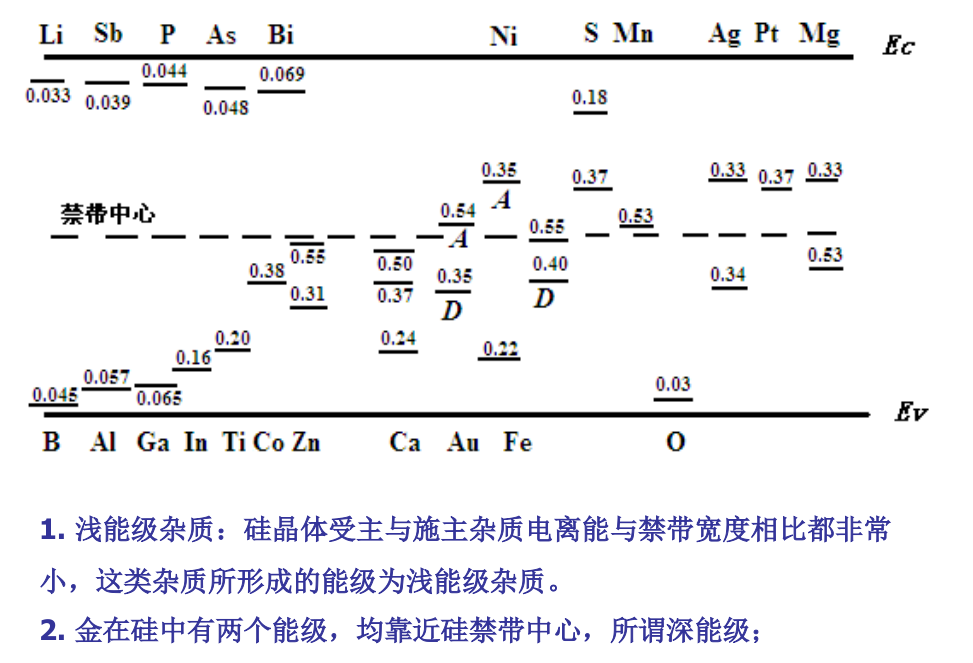 Li Sb P As Bi Ni S Mn Ag Pt Mg Ec
0.033 0.039 0.044 0.048 0.069 0.18
0.35 0.37 0.33 0.37 0.33
A
禁带中心 0.54 0.55 0.53
A
0.55 0.50 0.40 0.53
0.38 0.35 0.34
0.31 0.37 D D
0.20 0.24 0.22
0.16
0.045 0.057 0.065 0.03
Ev
B Al Ga In Ti Co Zn Ca Au Fe O
1. 浅能级杂质：硅晶体受主与施主杂质电离能与禁带宽度相比都非常
小，这类杂质所形成的能级为浅能级杂质。
2. 金在硅中有两个能级，均靠近硅禁带中心，所谓深能级；